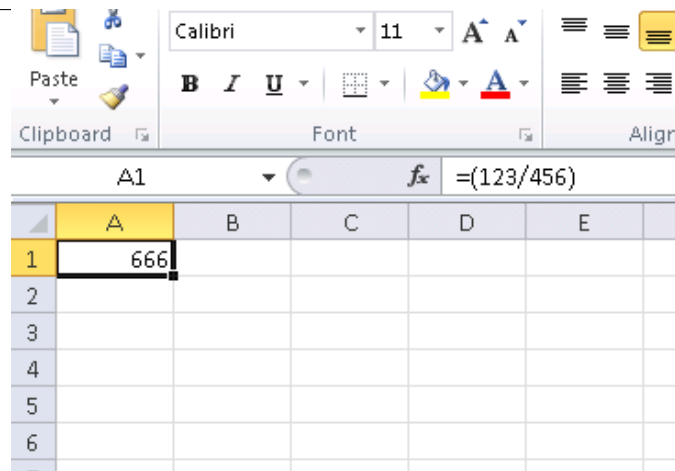 Calibri 11 A A
Paste B I U A
Clipboard Font Align
A1 fx =(123/456)
A B C D E
1 666
2
3
4
5
6